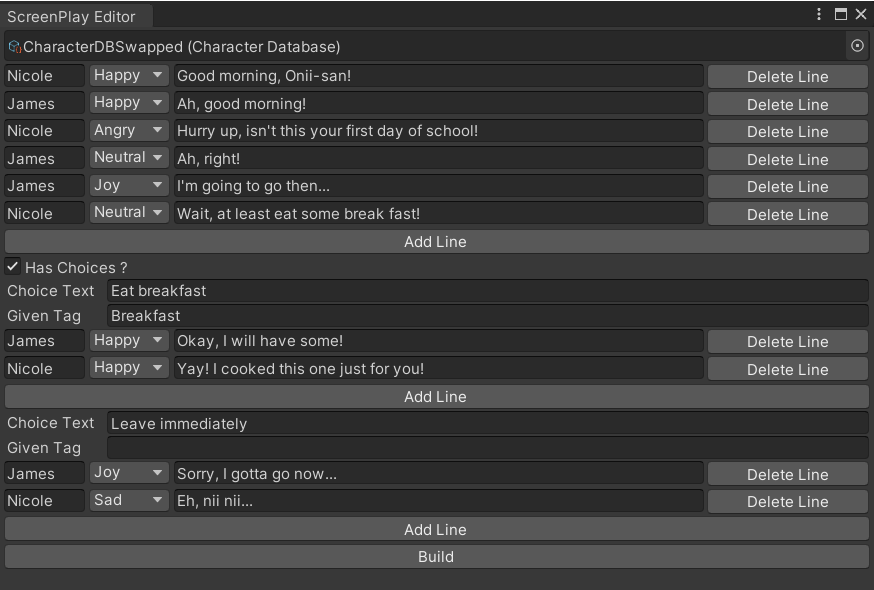 ScreenPlay Editor
CharacterDBSwapped (Character Database)
Nicole Happy Good morning, Onii-san! Delete Line
James Happy Ah, good morning! Delete Line
Nicole Angry Hurry up, isn't this your first day of school! Delete Line
James Neutral Ah, right! Delete Line
James Joy I'm going to go then... Delete Line
Nicole Neutral Wait, at least eat some break fast! Delete Line
Add Line
Has Choices ?
Choice Text Eat breakfast
Given Tag Breakfast
James Happy Okay, I will have some! Delete Line
Nicole Happy Yay! I cooked this one just for you! Delete Line
Add Line
Choice Text Leave immediately
Given Tag
James Joy Sorry, I gotta go now... Delete Line
Nicole Sad Eh, nii nii... Delete Line
Add Line
Build